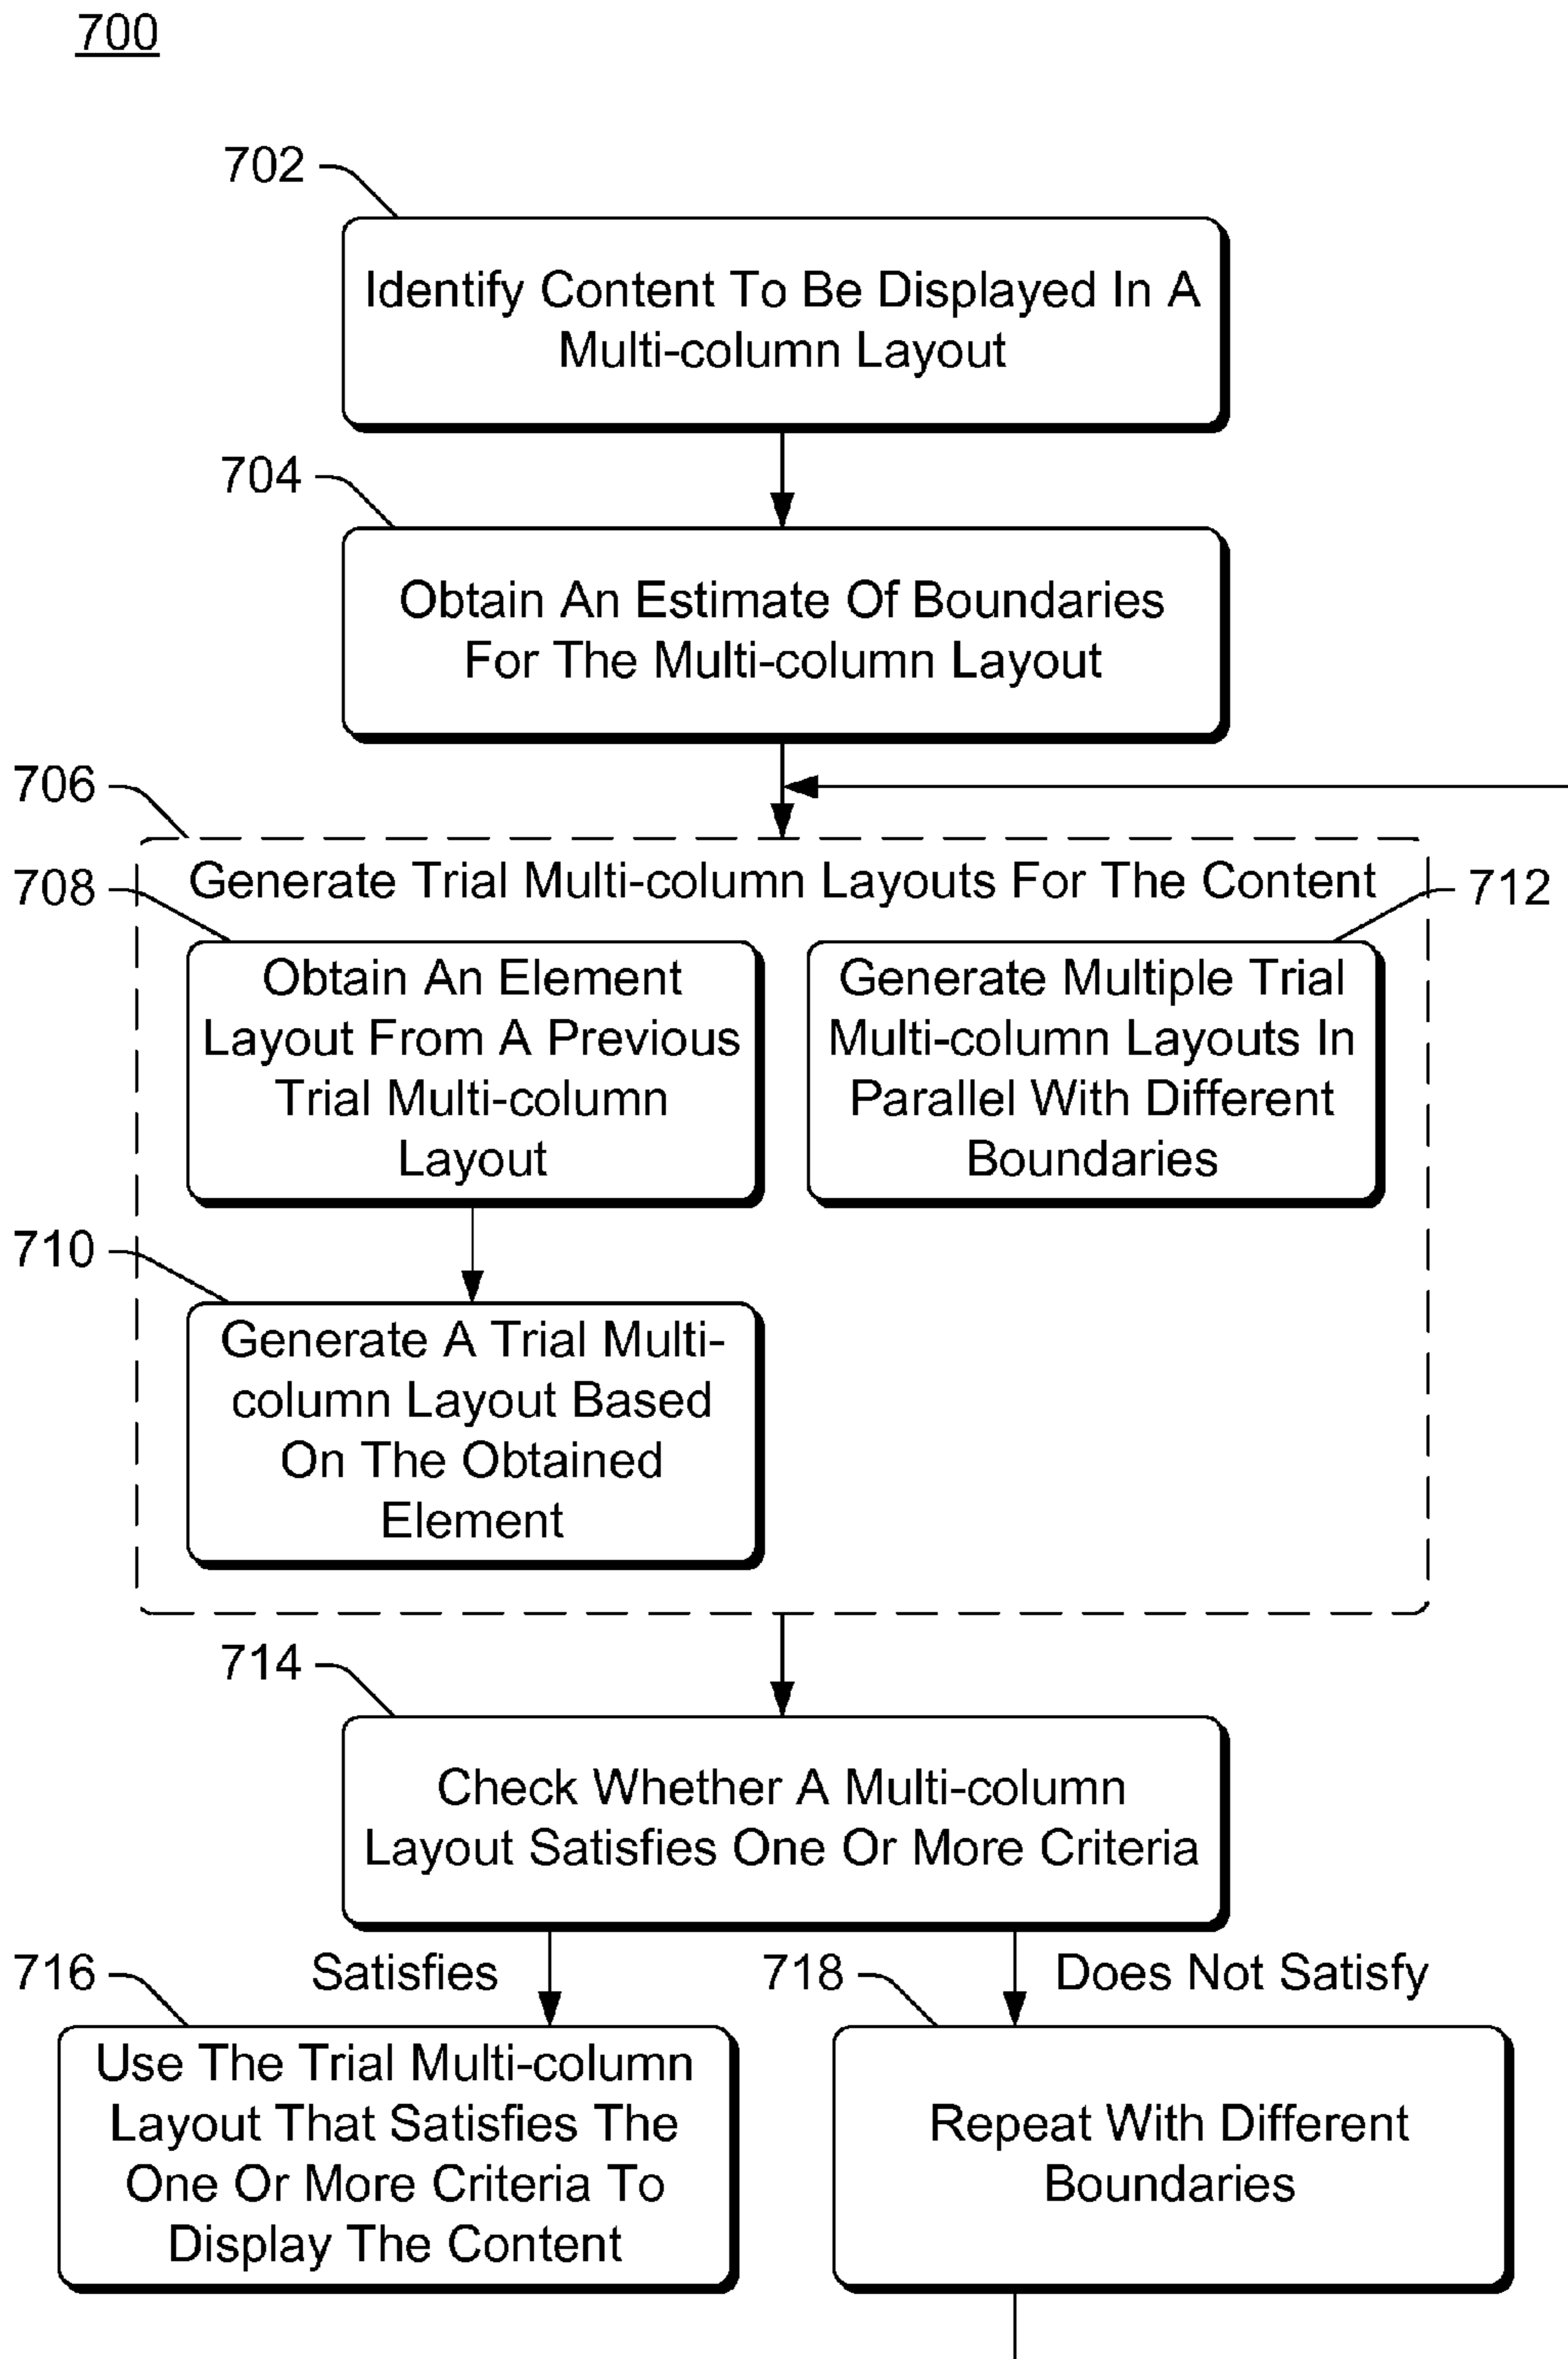 700
702
Identify Content To Be Displayed In A
Multi-column Layout
704
Obtain An Estimate Of Boundaries
For The Multi-column Layout
706
Generate Trial Multi-column Layouts For The Content
708
Obtain An Element
Layout From A Previous
Trial Multi-column
Layout
712
Generate Multiple Trial
Multi-column Layouts In
Parallel With Different
Boundaries
710
Generate A Trial Multi-
column Layout Based
On The Obtained
Element
714
Check Whether A Multi-column
Layout Satisfies One Or More Criteria
Satisfies
Does Not Satisfy
716
Use The Trial Multi-column
Layout That Satisfies The
One Or More Criteria To
Display The Content
718
Repeat With Different
Boundaries